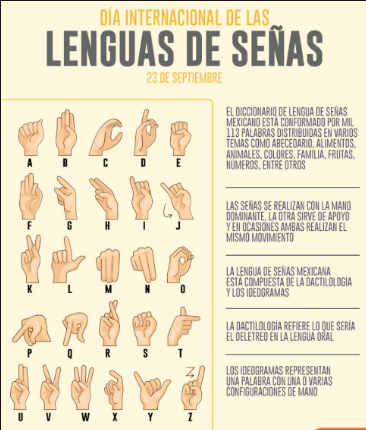 DÍA INTERNACIONAL DE LAS
LENGUAS DE SEÑAS
23 DE SEPTIEMBRE
A B C D E
F G H I J
K L M N O
P Q R S T
U V W X Y Z
EL DICCIONARIO DE LENGUA DE SEÑAS
MEXICANO ESTÁ CONFORMADO POR MIL
113 PALABRAS DISTRIBUIDAS EN VARIOS
TEMAS COMO ABECEDARIO, ALIMENTOS,
ANIMALES, COLORES, FAMILIA, FRUTAS,
NÚMEROS, ENTRE OTROS
LAS SEÑAS SE REALIZAN CON LA MANO
DOMINANTE, LA OTRA SIRVE DE APOYO
Y EN OCASIONES AMBAS REALIZAN EL
MISMO MOVIMIENTO
LA LENGUA DE SEÑAS MEXICANA
ESTÁ COMPUESTA DE LA DACTILOLOGÍA
Y LOS IDEOGRAMAS
LA DACTILOLOGÍA REFIERE LO QUE SERÍA
EL DELETREO EN LA LENGUA ORAL
LOS IDEOGRAMAS REPRESENTAN
UNA PALABRA CON UNA O VARIAS
CONFIGURACIONES DE MANO